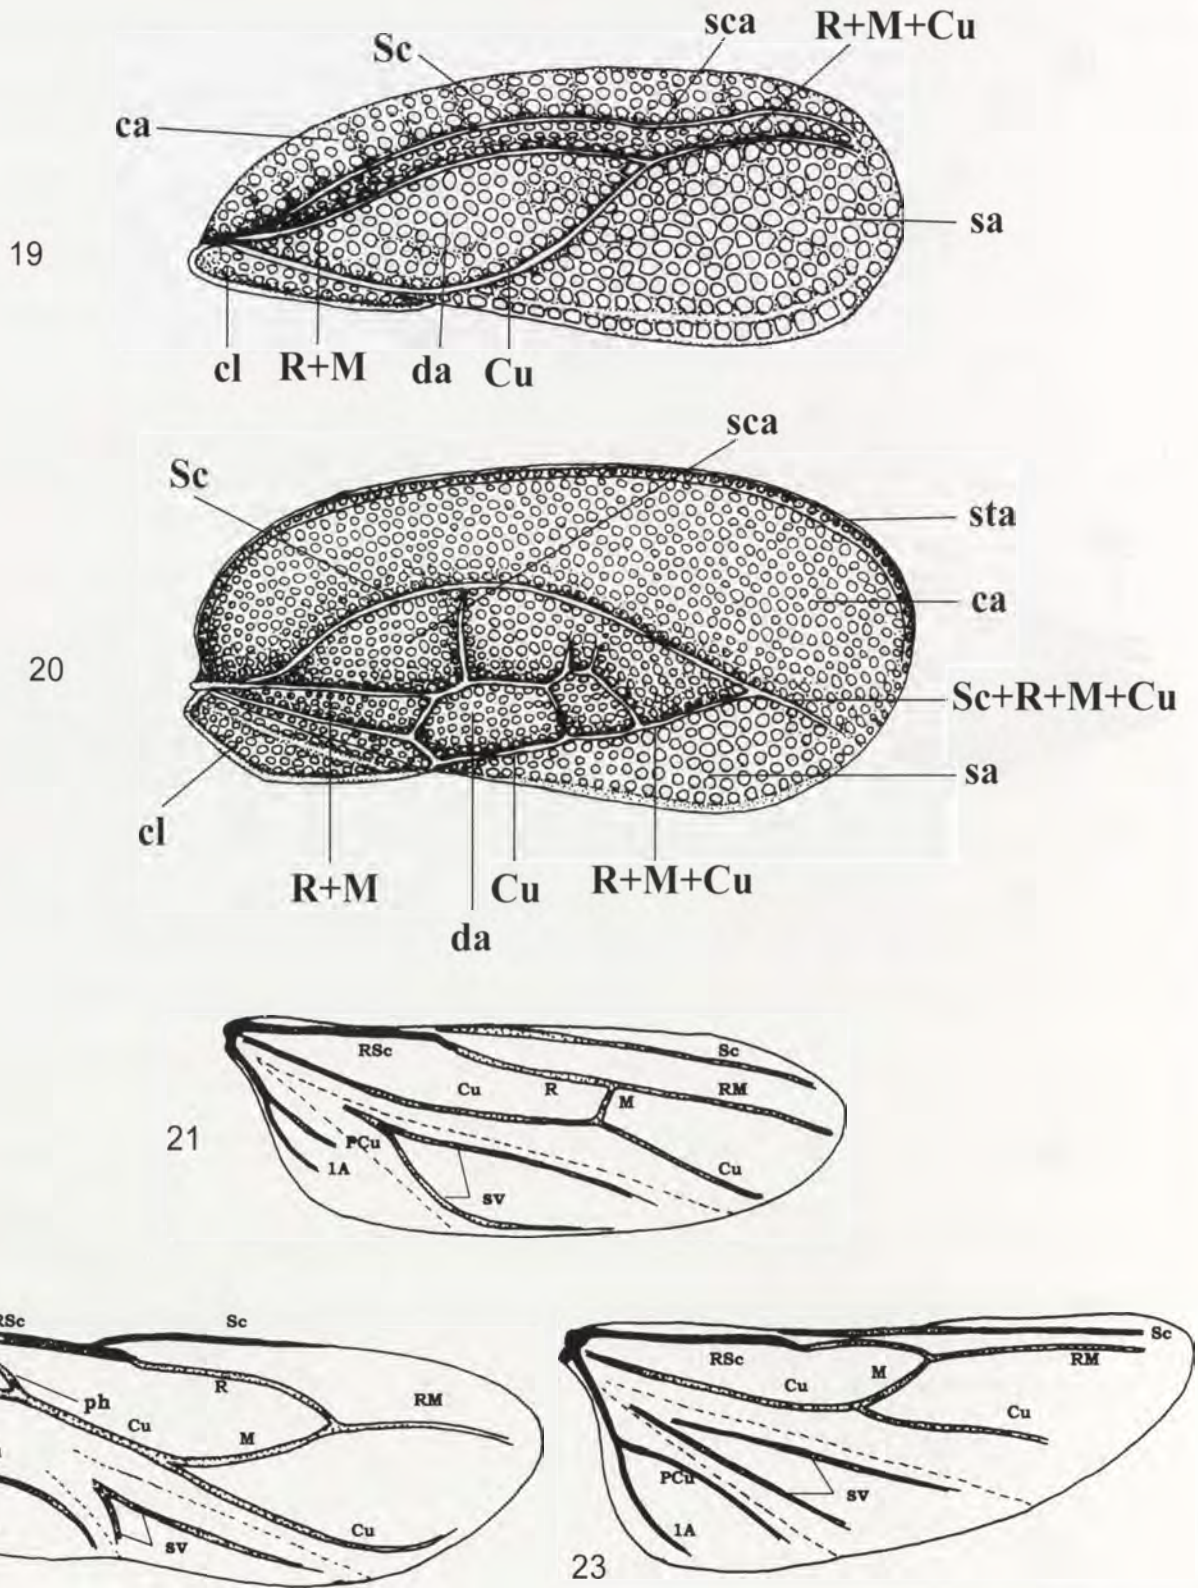 sca R+M+Cu
Sc
ca
sa
19
cl R+M da Cu
sca
Sc
sta
ca
20
Sc+R+M+Cu
sa
cl
R+M Cu R+M+Cu
da
RSc Sc
Cu R M RM
21
PCu
1A
sv
Cu
RSc Sc
R
ph RM
Cu
M
Cu
sv
Sc
RSc M RM
Cu Cu
PCu sv
1A
23